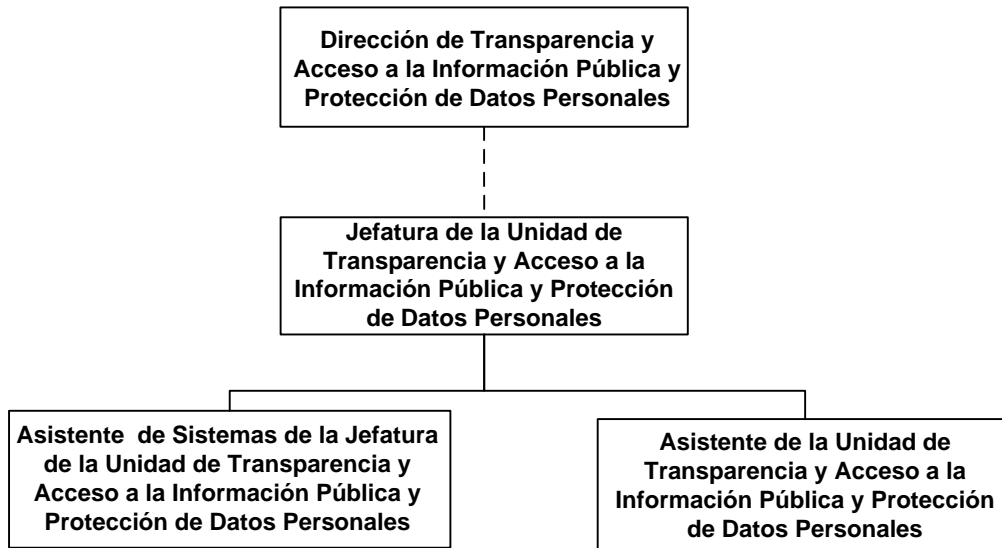 Dirección de Transparencia y
Acceso a la Información Pública y
Protección de Datos Personales
Jefatura de la Unidad de
Transparencia y Acceso a la
Información Pública y Protección
de Datos Personales
Asistente  de Sistemas de la Jefatura
de la Unidad de Transparencia y
Acceso a la Información Pública y
Protección de Datos Personales
Asistente de la Unidad de
Transparencia y Acceso a la
Información Pública y Protección
de Datos Personales